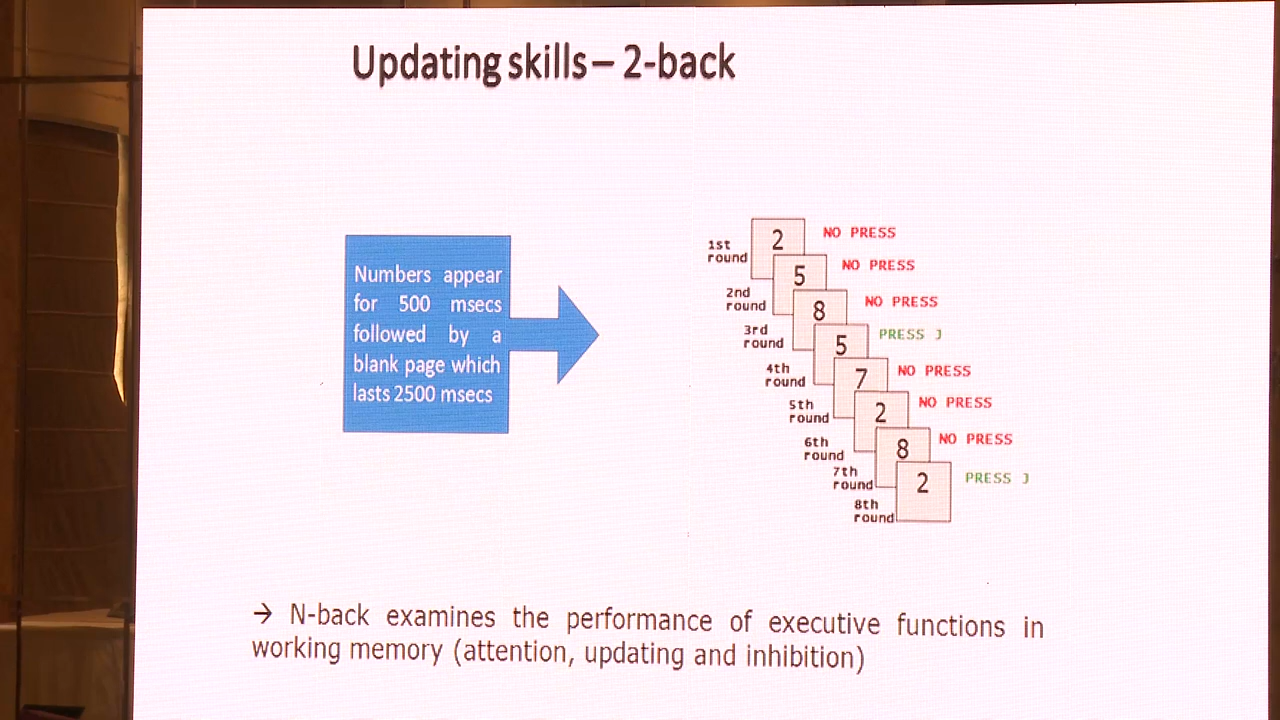 Updating skills – 2-back
Numbers appear
for 500 msecs
followed by a
blank page which
lasts 2500 msecs
1st
round
2
NO PRESS
2nd
round
5
NO PRESS
3rd
round
8
NO PRESS
4th
round
5
PRESS J
5th
round
7
NO PRESS
6th
round
2
NO PRESS
7th
round
8
NO PRESS
8th
round
2
PRESS J
→ N-back examines the performance of executive functions in
working memory (attention, updating and inhibition)